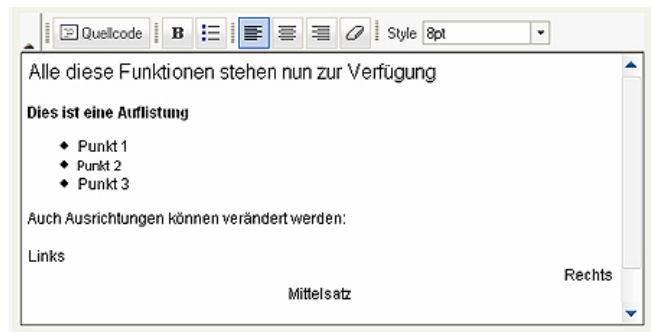 Quellcode B Style 8pt
Alle diese Funktionen stehen nun zur Verfügung
Dies ist eine Auflistung
Punkt 1
Punkt 2
Punkt 3
Auch Ausrichtungen können verändert werden:
Links
Rechts
Mittelsatz